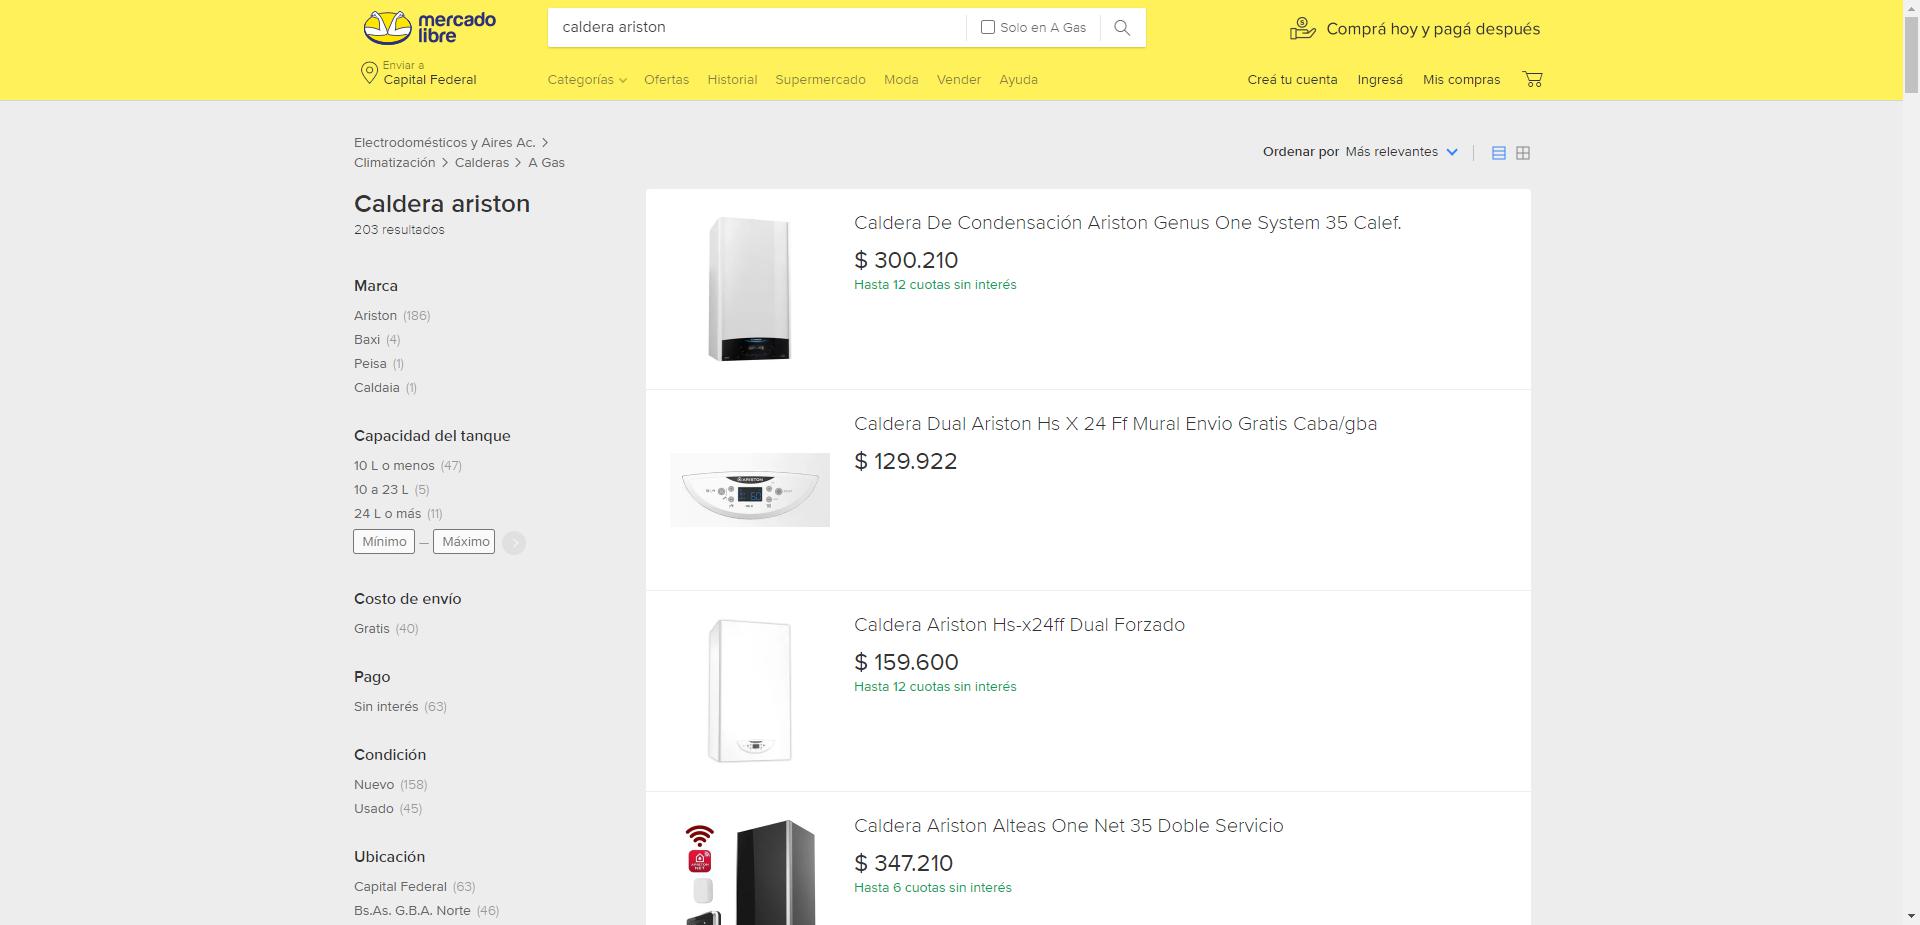 mercado
libre
caldera ariston
Solo en A Gas
Comprá hoy y pagá después
Enviar a
Capital Federal
Categorías
Ofertas
Historial
Supermercado
Moda
Vender
Ayuda
Creá tu cuenta
Ingresá
Mis compras
Electrodomésticos y Aires Ac. >
Climatización > Calderas > A Gas
Ordenar por Más relevantes
Caldera ariston
203 resultados
Marca
Ariston (186)
Baxi (4)
Peisa (1)
Caldaia (1)
Capacidad del tanque
10 L o menos (47)
10 a 23 L (5)
24 L o más (11)
Mínimo — Máximo
Costo de envío
Gratis (40)
Pago
Sin interés (63)
Condición
Nuevo (158)
Usado (45)
Ubicación
Capital Federal (63)
Bs.As. G.B.A. Norte (46)
Caldera De Condensación Ariston Genus One System 35 Calef.
$ 300.210
Hasta 12 cuotas sin interés
Caldera Dual Ariston Hs X 24 Ff Mural Envio Gratis Caba/gba
$ 129.922
ARISTON
Caldera Ariston Hs-x24ff Dual Forzado
$ 159.600
Hasta 12 cuotas sin interés
Caldera Ariston Alteas One Net 35 Doble Servicio
$ 347.210
Hasta 6 cuotas sin interés